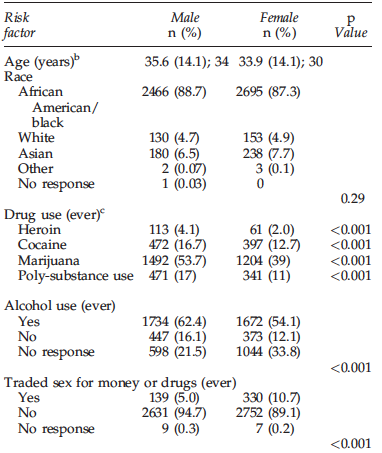 Risk factor Male n (%) Female n (%) p Value
Age (years)b 35.6 (14.1); 34 33.9 (14.1); 30
Race
African American/ black 2466 (88.7) 2695 (87.3)
White 130 (4.7) 153 (4.9)
Asian 180 (6.5) 238 (7.7)
Other 2 (0.07) 3 (0.1)
No response 1 (0.03) 0
0.29
Drug use (ever)c
Heroin 113 (4.1) 61 (2.0) <0.001
Cocaine 472 (16.7) 397 (12.7) <0.001
Marijuana 1492 (53.7) 1204 (39) <0.001
Poly-substance use 471 (17) 341 (11) <0.001
Alcohol use (ever)
Yes 1734 (62.4) 1672 (54.1)
No 447 (16.1) 373 (12.1)
No response 598 (21.5) 1044 (33.8)
<0.001
Traded sex for money or drugs (ever)
Yes 139 (5.0) 330 (10.7)
No 2631 (94.7) 2752 (89.1)
No response 9 (0.3) 7 (0.2)
<0.001